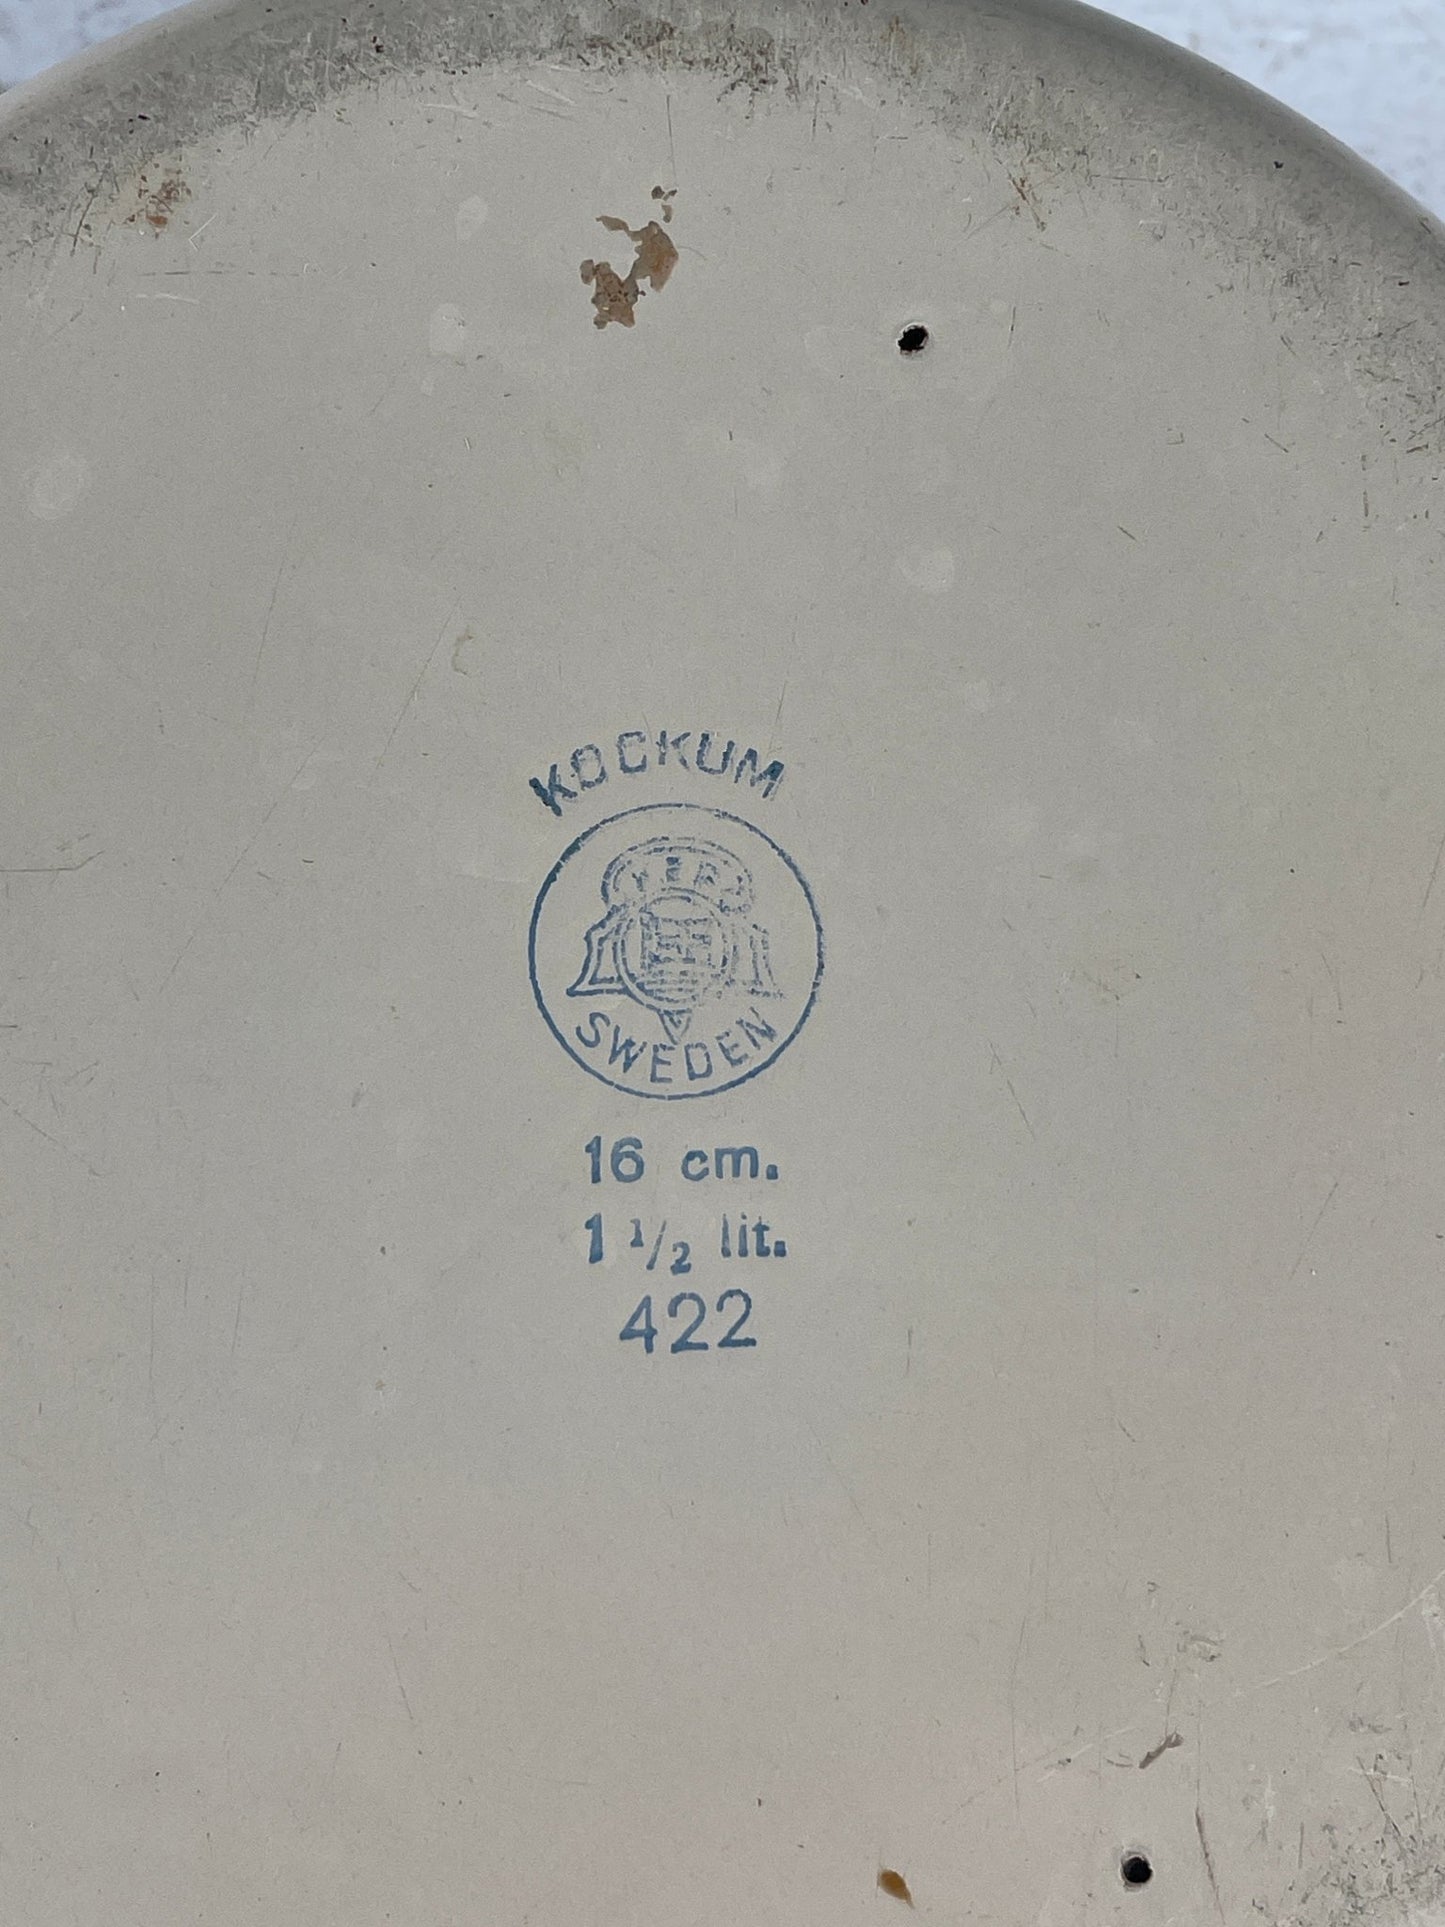 KOCKUM
SWEDEN
16 cm.
1 1/2 lit.
422